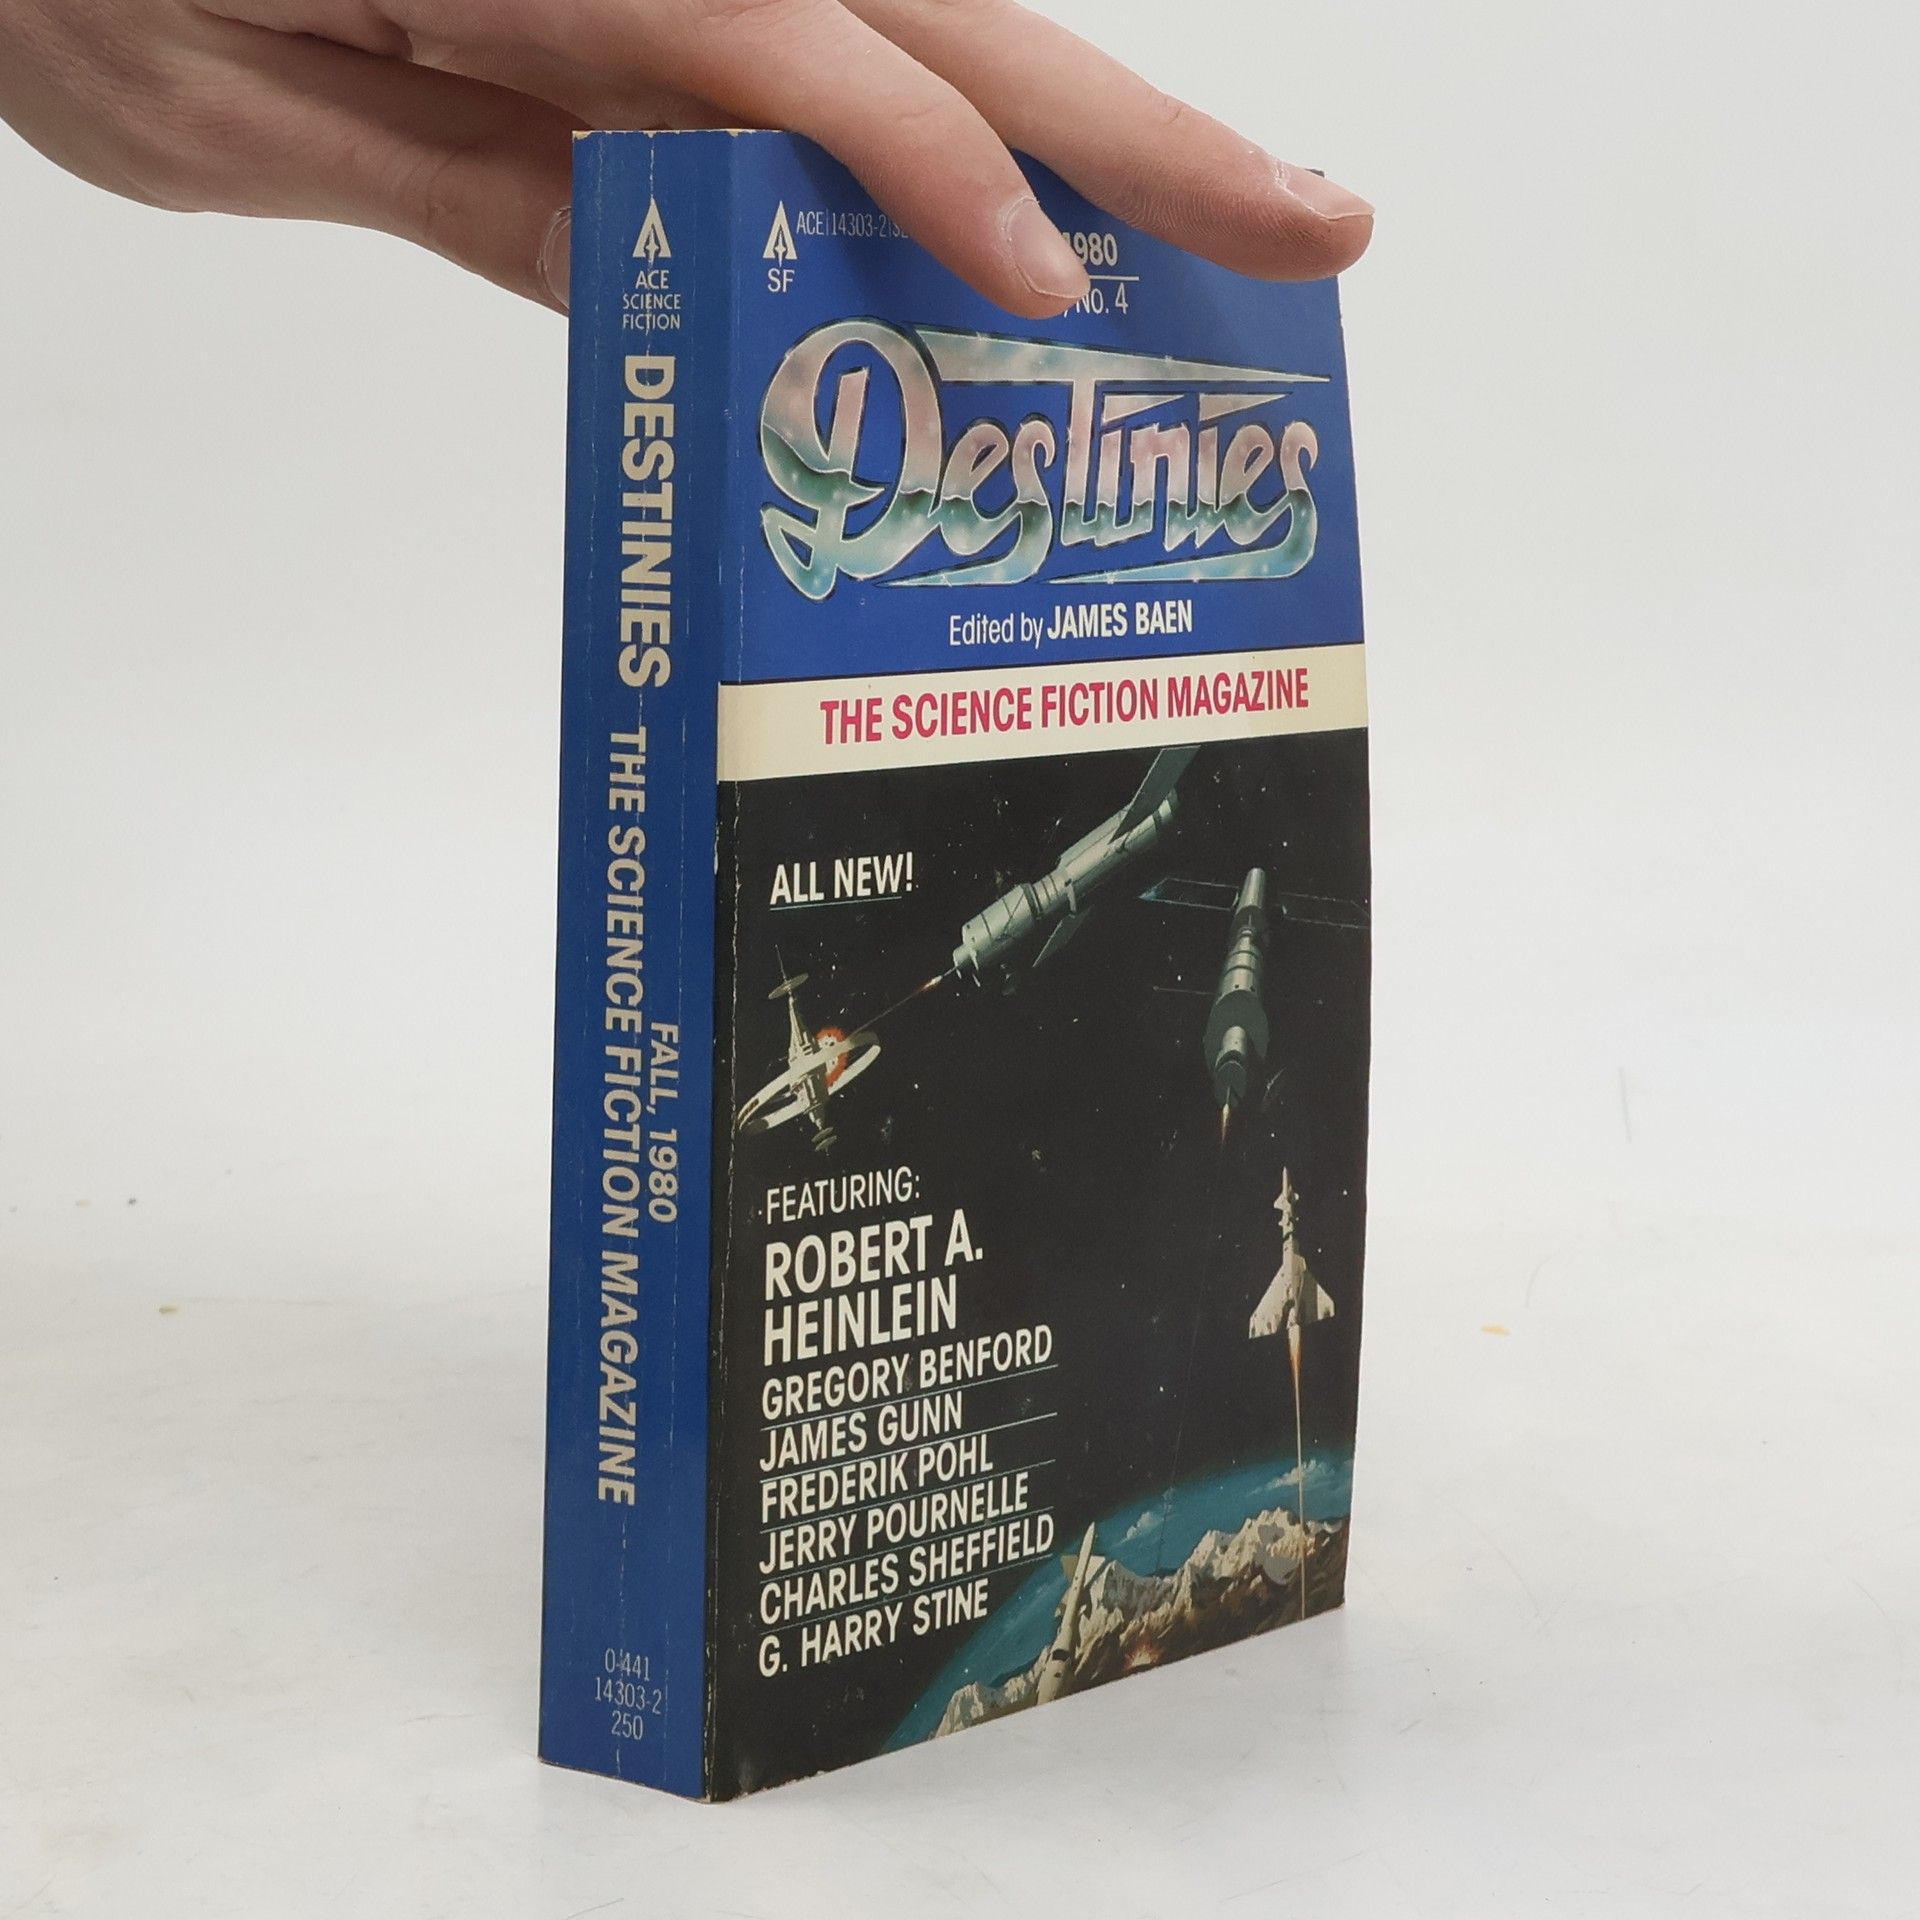 ACE
SCIENCE
FICTION
DESTINIES THE SCIENCE FICTION MAGAZINE
FALL, 1980
0-441
14303-2
250
ACE 14303-2
SF
1980
NO. 4
Destinies
Edited by JAMES BAEN
THE SCIENCE FICTION MAGAZINE
ALL NEW!
FEATURING:
ROBERT A.
HEINLEIN
GREGORY BENFORD
JAMES GUNN
FREDERIK POHL
JERRY POURNELLE
CHARLES SHEFFIELD
G. HARRY STINE